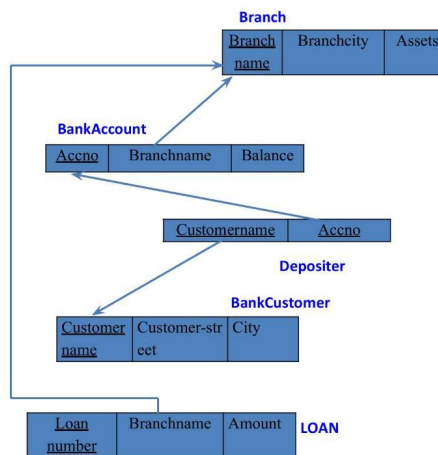 Branch
Branch Branchcity Assets
name
BankAccount
Accno Branchname Balance
Customername Accno
Depositer
BankCustomer
Customer Customer-str City
name eet
Loan Branchname Amount LOAN
number